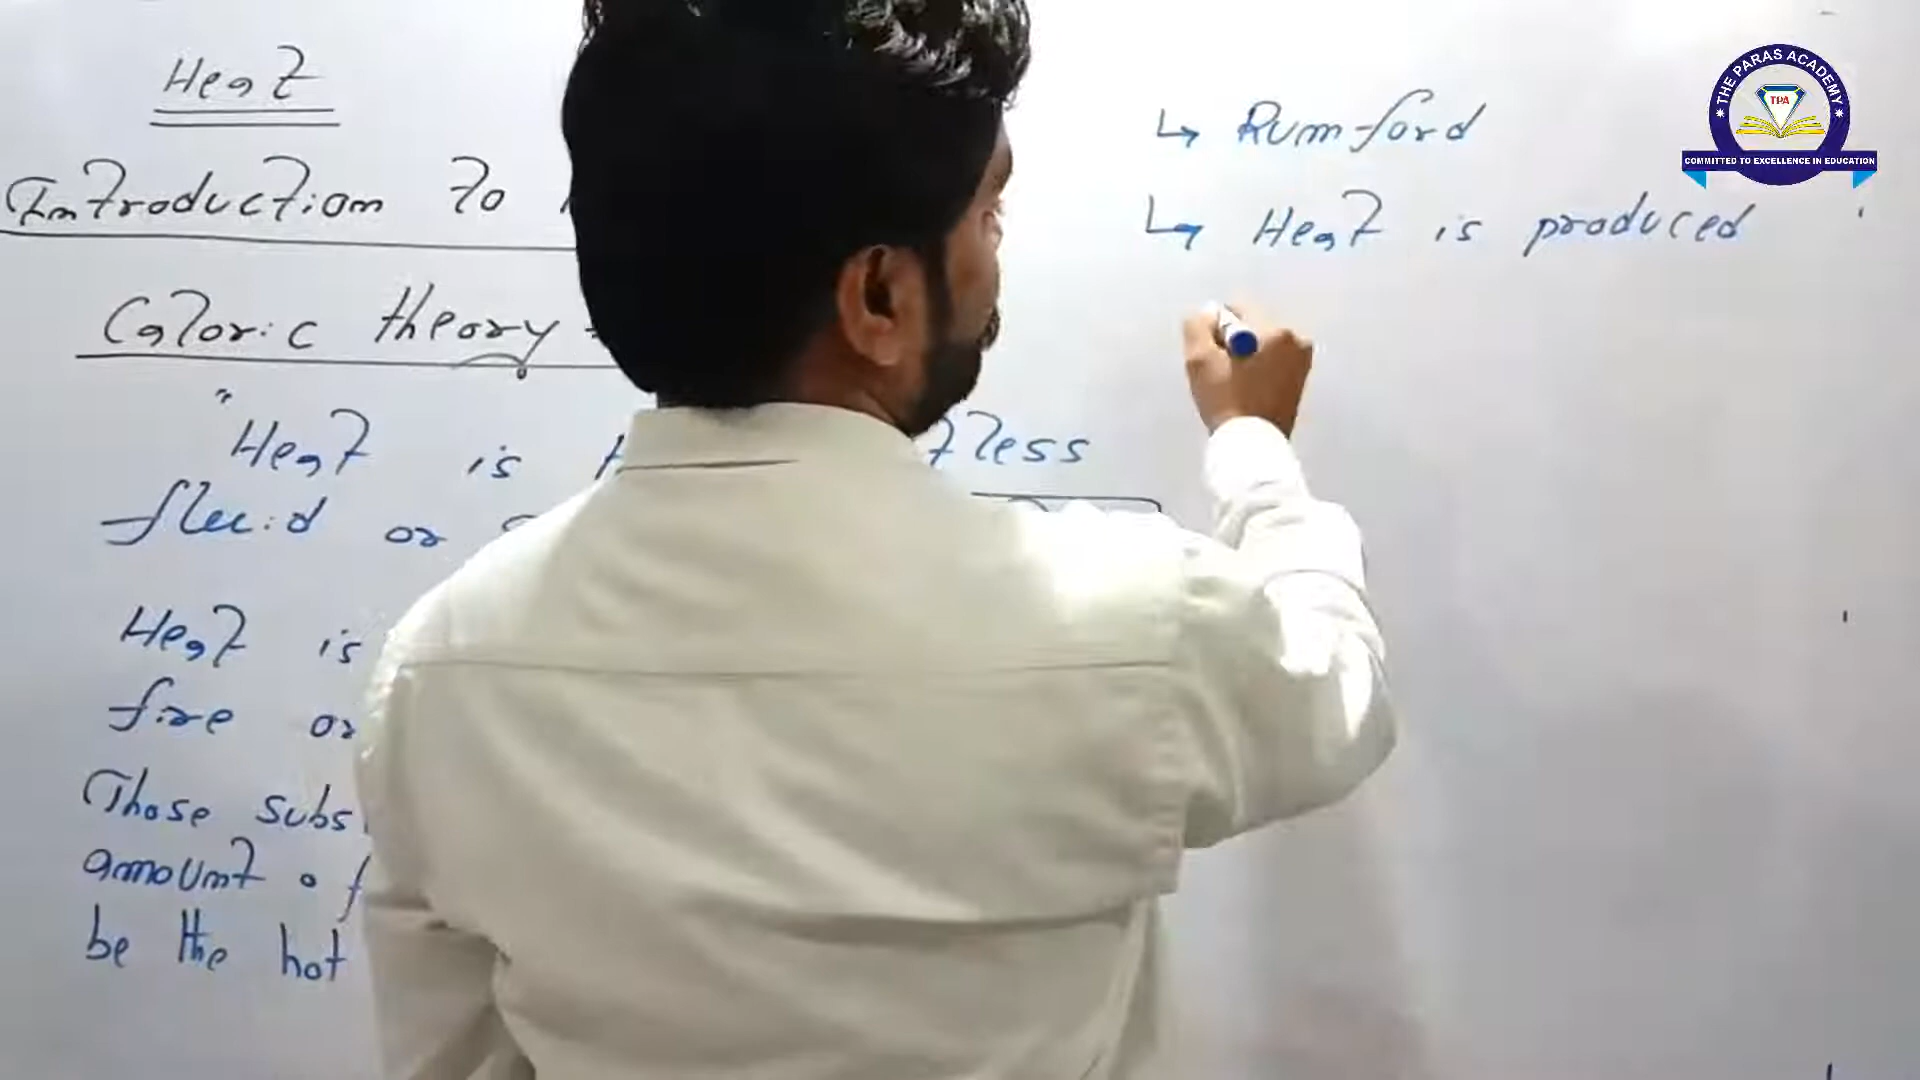 Heat
Introduction to
Caloric theory
"Heat is
less
fluid or
Heat is
fire or
Those subs
amount of
be the hot
↳ Rumford
↳ Heat is produced
THE PARAS ACADEMY
TPA
COMMITTED TO EXCELLENCE IN EDUCATION